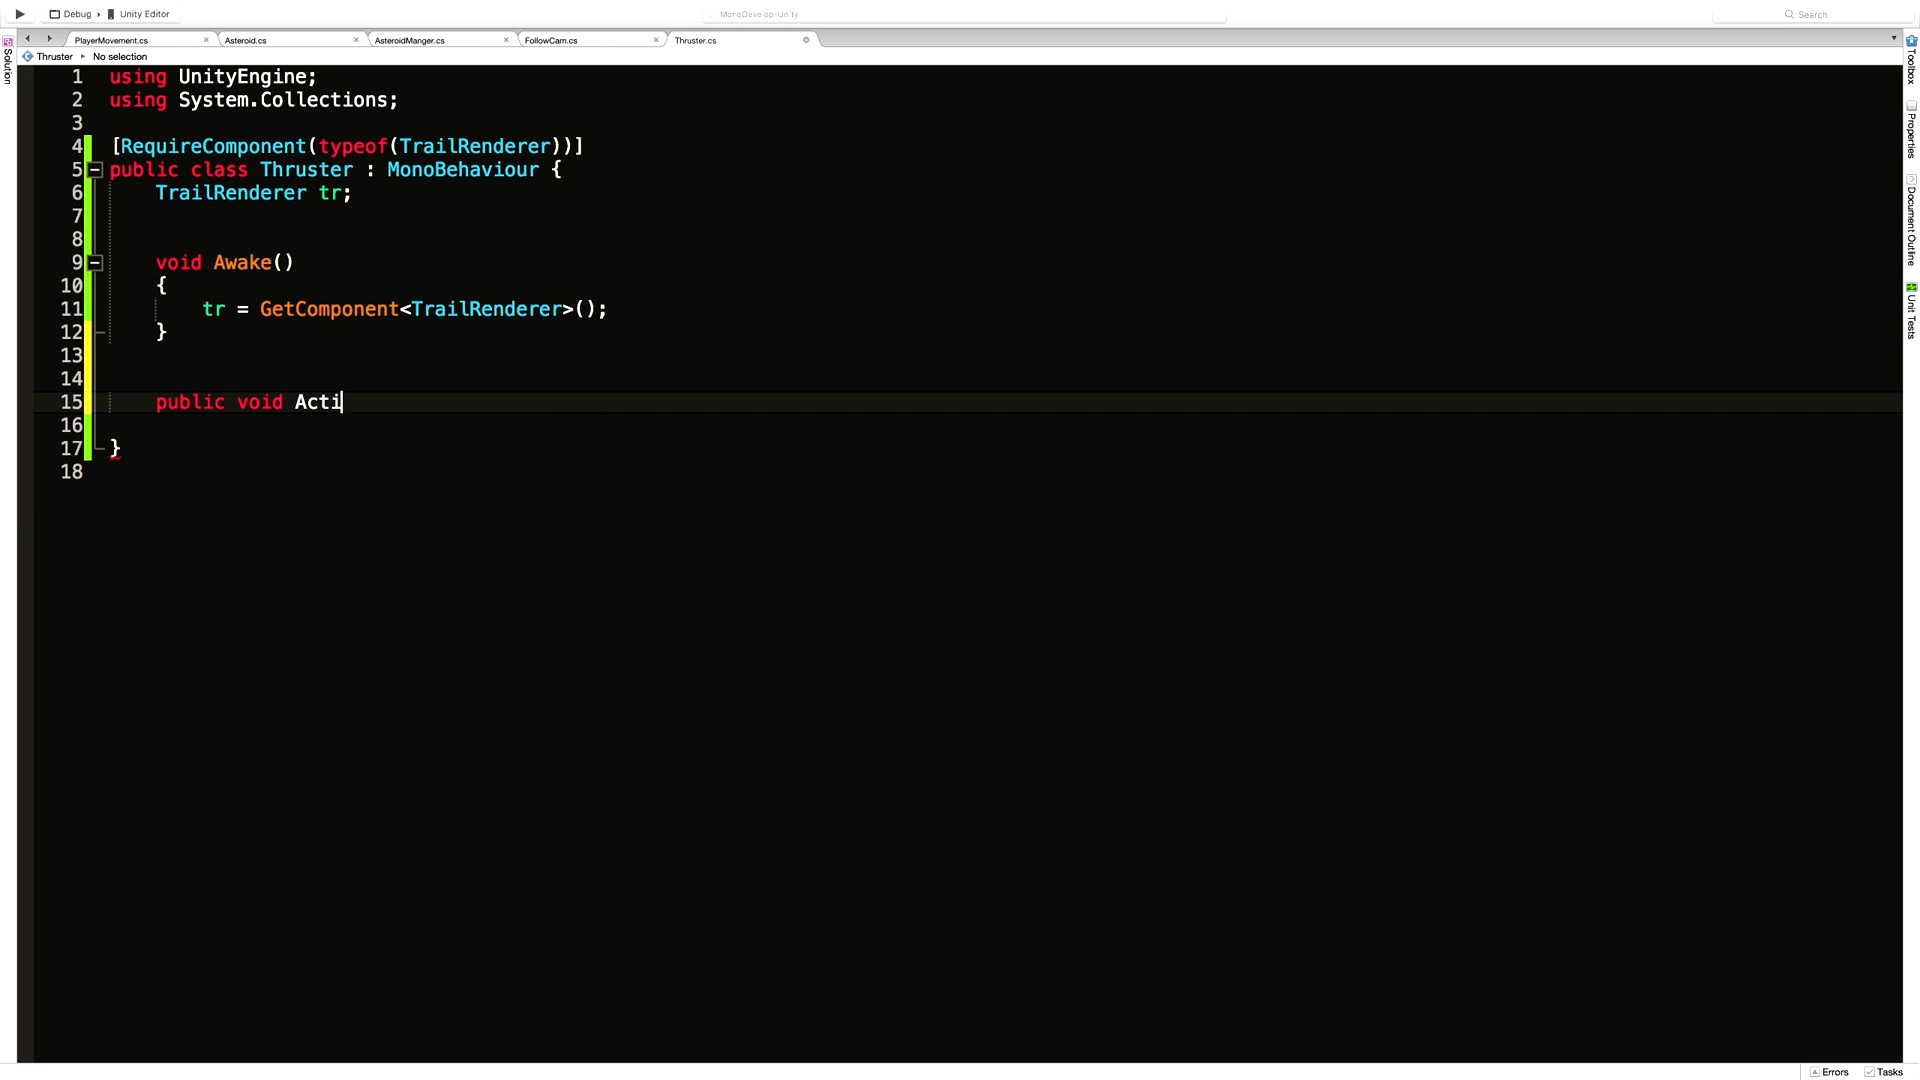 Debug › Unity Editor
MonoDevelop-Unity
Search
PlayerMovement.cs
Asteroid.cs
AsteroidManger.cs
FollowCam.cs
Thruster.cs
Thruster
No selection
Solution
Toolbox
Properties
Document Outline
Unit Tests
1 using UnityEngine;
2 using System.Collections;
3
4 [RequireComponent(typeof(TrailRenderer))]
5 public class Thruster : MonoBehaviour {
6 TrailRenderer tr;
7
8
9 void Awake()
10 {
11 tr = GetComponent<TrailRenderer>();
12 }
13
14
15 public void Acti
16
17 }
18
Errors
Tasks